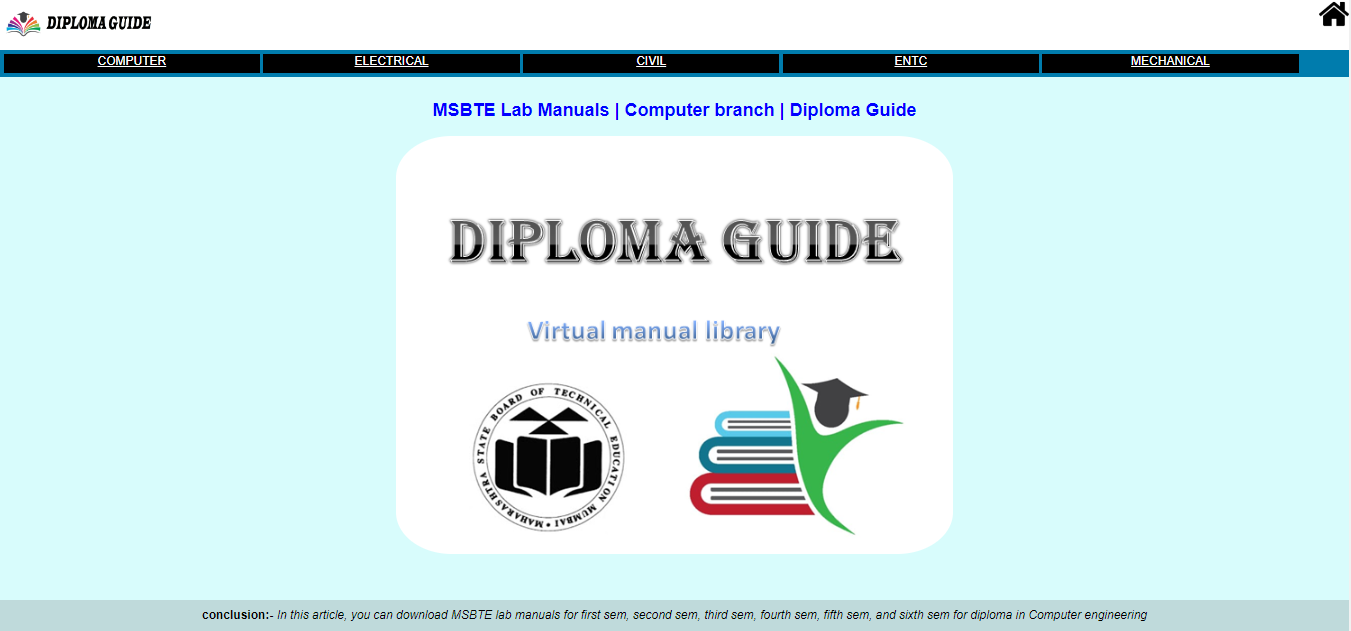 DIPLOMA GUIDE
COMPUTER
ELECTRICAL
CIVIL
ENTC
MECHANICAL
MSBTE Lab Manuals | Computer branch | Diploma Guide
DIPLOMA GUIDE
Virtual manual library
MAHARASHTRA STATE BOARD OF TECHNICAL EDUCATION MUMBAI •
conclusion:- In this article, you can download MSBTE lab manuals for first sem, second sem, third sem, fourth sem, fifth sem, and sixth sem for diploma in Computer engineering